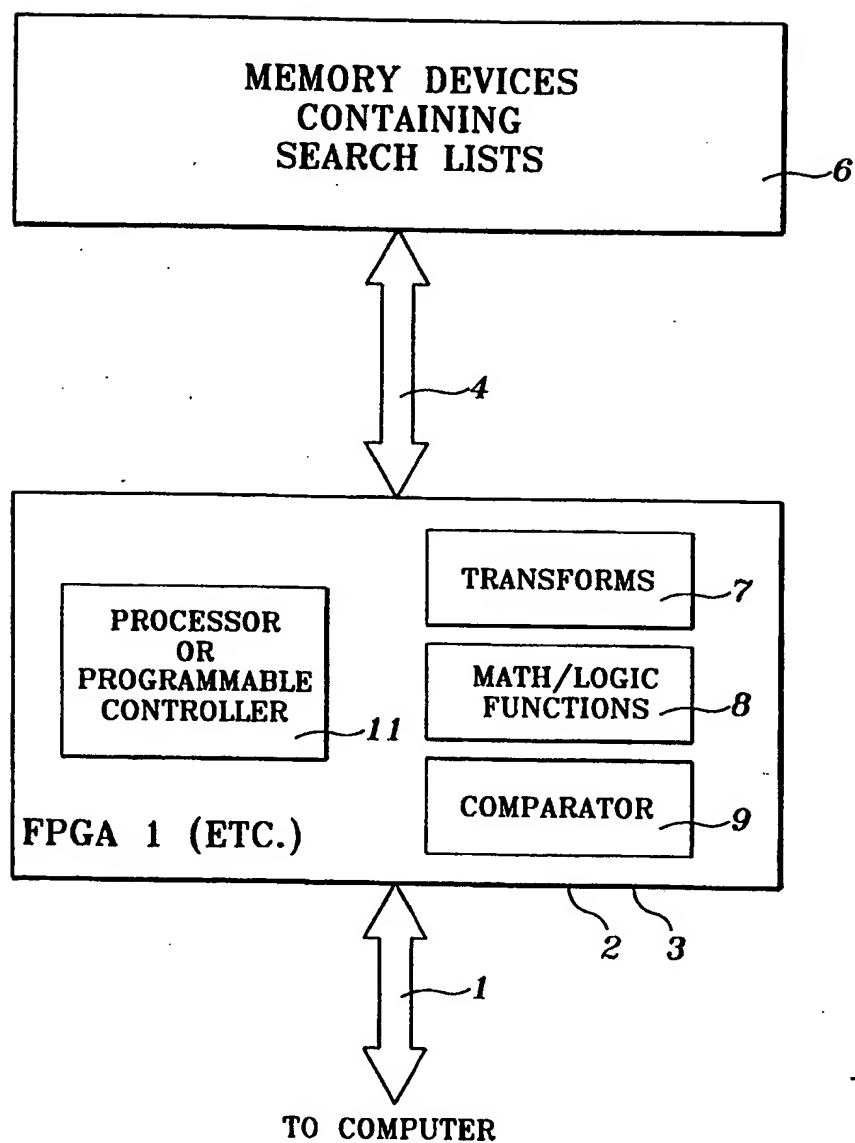 MEMORY DEVICES
CONTAINING
SEARCH LISTS
6
4
TRANSFORMS
7
PROCESSOR
OR
PROGRAMMABLE
CONTROLLER
11
MATH/LOGIC
FUNCTIONS
8
COMPARATOR
9
FPGA 1 (ETC.)
2
3
1
TO COMPUTER